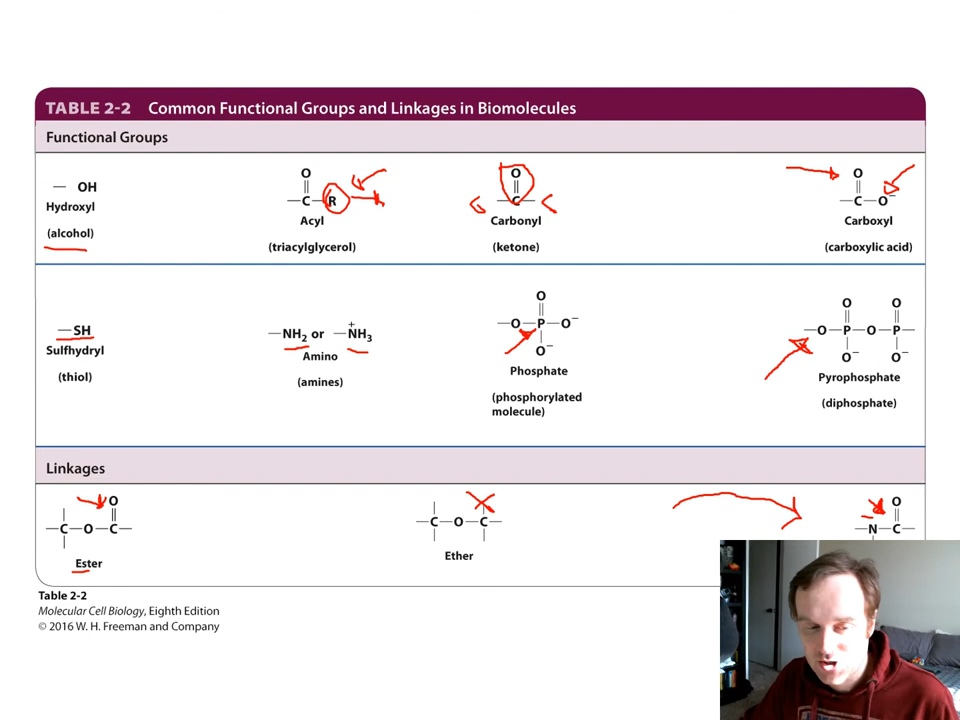 TABLE 2-2 Common Functional Groups and Linkages in Biomolecules
Functional Groups
— OH
Hydroxyl
(alcohol)
O
—C—R
Acyl
(triacylglycerol)
O
—C—
Carbonyl
(ketone)
O
—C—O⁻
Carboxyl
(carboxylic acid)
—SH
Sulfhydryl
(thiol)
—NH₂ or —NH₃
+
Amino
(amines)
O
—O—P—O⁻
O⁻
Phosphate
(phosphorylated
molecule)
O O
—O—P—O—P—
O⁻ O⁻
Pyrophosphate
(diphosphate)
Linkages
O
—C—O—C—
Ester
—C—O—C—
Ether
O
—N—C—
Table 2-2
Molecular Cell Biology, Eighth Edition
© 2016 W. H. Freeman and Company